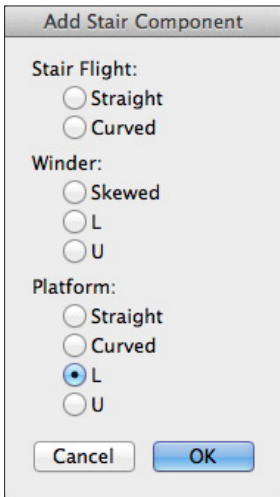 Add Stair Component
Stair Flight:
Straight
Curved
Winder:
Skewed
L
U
Platform:
Straight
Curved
L
U
Cancel OK